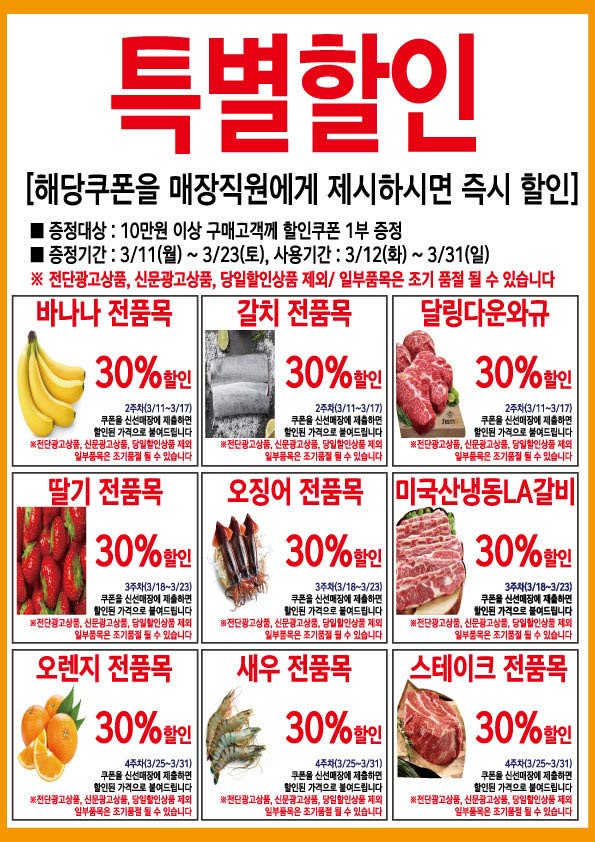 특별할인
[해당쿠폰을 매장직원에게 제시하시면 즉시 할인]
■ 증정대상 : 10만원 이상 구매고객께 할인쿠폰 1부 증정
■ 증정기간 : 3/11(월) ~ 3/23(토), 사용기간 : 3/12(화) ~ 3/31(일)
※ 전단광고상품, 신문광고상품, 당일할인상품 제외/ 일부품목은 조기 품절 될 수 있습니다
바나나 전품목
30%할인
2주차(3/11~3/17)
쿠폰을 신선매장에 제출하면
할인된 가격으로 붙여드립니다
※전단광고상품, 신문광고상품, 당일할인상품 제외
일부품목은 조기품절 될 수 있습니다
갈치 전품목
30%할인
2주차(3/11~3/17)
쿠폰을 신선매장에 제출하면
할인된 가격으로 붙여드립니다
※전단광고상품, 신문광고상품, 당일할인상품 제외
일부품목은 조기품절 될 수 있습니다
달링다운와규
30%할인
2주차(3/11~3/17)
쿠폰을 신선매장에 제출하면
할인된 가격으로 붙여드립니다
※전단광고상품, 신문광고상품, 당일할인상품 제외
일부품목은 조기품절 될 수 있습니다
딸기 전품목
30%할인
3주차(3/18~3/23)
쿠폰을 신선매장에 제출하면
할인된 가격으로 붙여드립니다
※전단광고상품, 신문광고상품, 당일할인상품 제외
일부품목은 조기품절 될 수 있습니다
오징어 전품목
30%할인
3주차(3/18~3/23)
쿠폰을 신선매장에 제출하면
할인된 가격으로 붙여드립니다
※전단광고상품, 신문광고상품, 당일할인상품 제외
일부품목은 조기품절 될 수 있습니다
미국산냉동LA갈비
30%할인
3주차(3/18~3/23)
쿠폰을 신선매장에 제출하면
할인된 가격으로 붙여드립니다
※전단광고상품, 신문광고상품, 당일할인상품 제외
일부품목은 조기품절 될 수 있습니다
오렌지 전품목
30%할인
4주차(3/25~3/31)
쿠폰을 신선매장에 제출하면
할인된 가격으로 붙여드립니다
※전단광고상품, 신문광고상품, 당일할인상품 제외
일부품목은 조기품절 될 수 있습니다
새우 전품목
30%할인
4주차(3/25~3/31)
쿠폰을 신선매장에 제출하면
할인된 가격으로 붙여드립니다
※전단광고상품, 신문광고상품, 당일할인상품 제외
일부품목은 조기품절 될 수 있습니다
스테이크 전품목
30%할인
4주차(3/25~3/31)
쿠폰을 신선매장에 제출하면
할인된 가격으로 붙여드립니다
※전단광고상품, 신문광고상품, 당일할인상품 제외
일부품목은 조기품절 될 수 있습니다